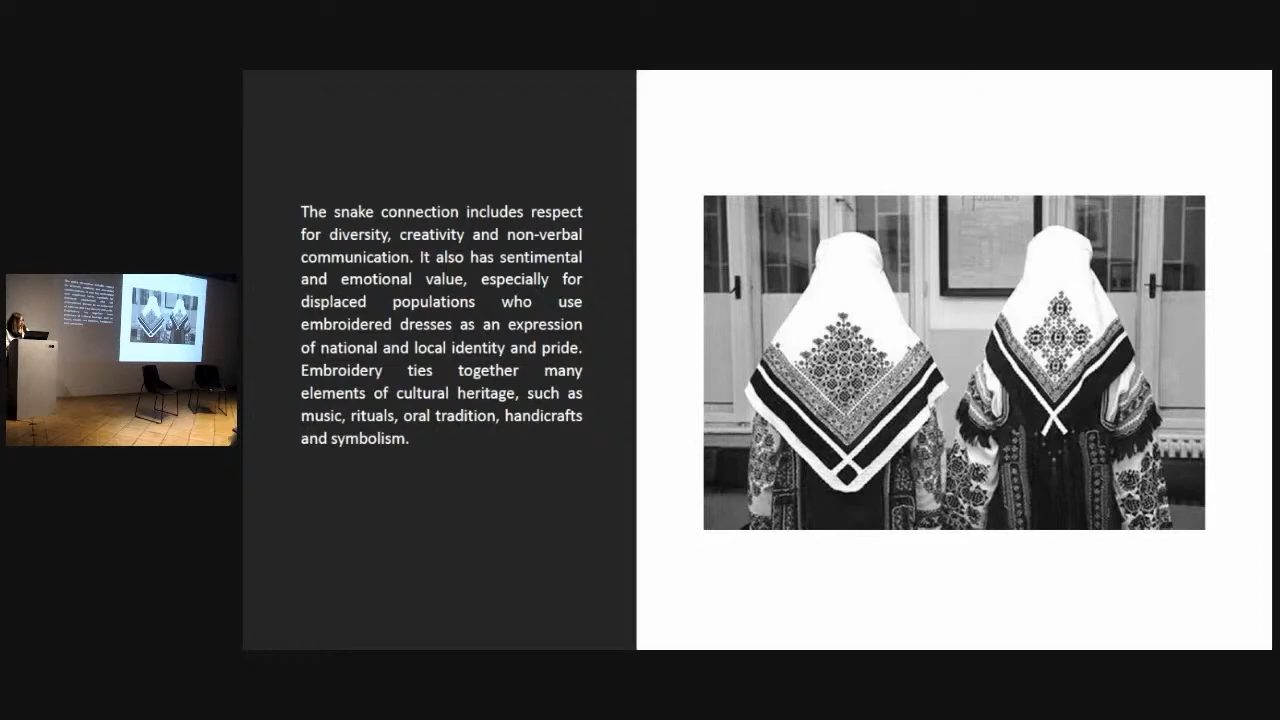 The snake connection includes respect
for diversity, creativity and non-verbal
communication. It also has sentimental
and emotional value, especially for
displaced populations who use
embroidered dresses as an expression
of national and local identity and pride.
Embroidery ties together many
elements of cultural heritage, such as
music, rituals, oral tradition, handicrafts
and symbolism.